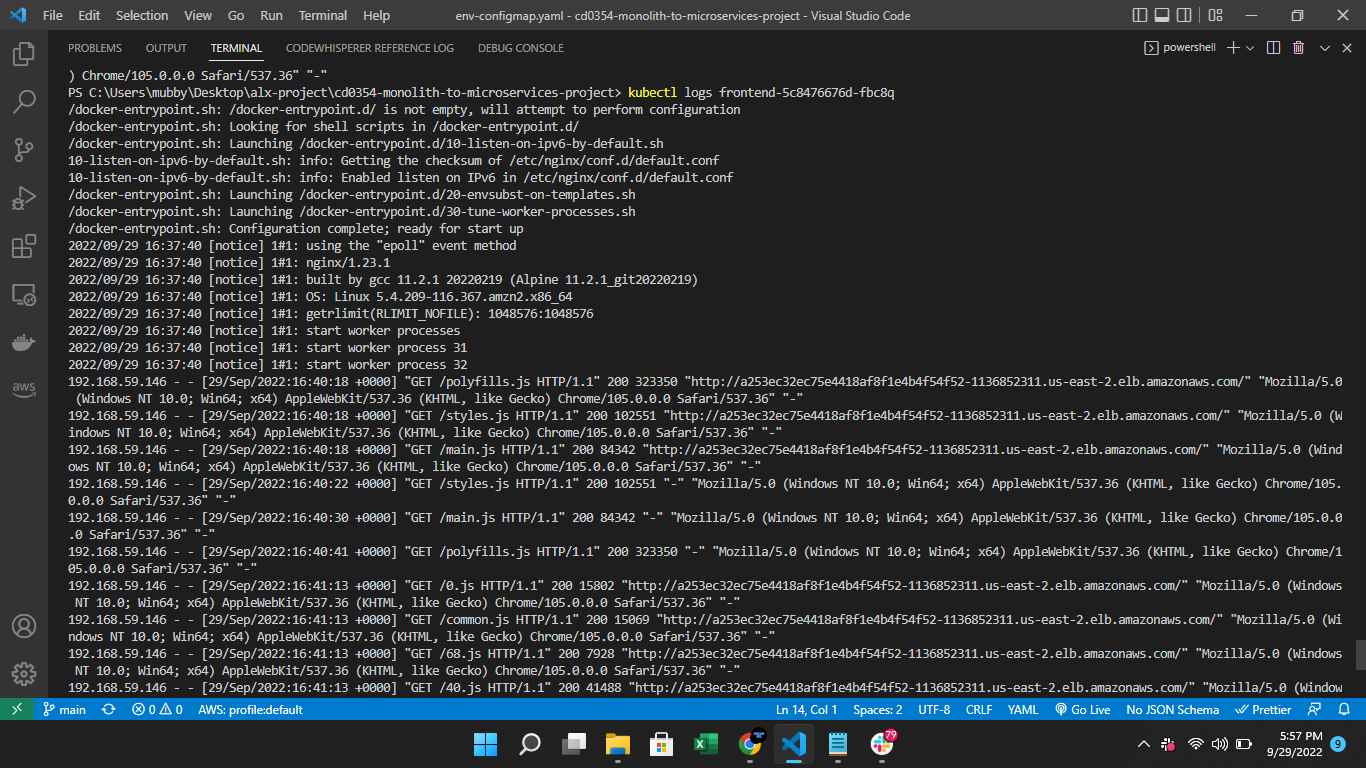 File Edit Selection View Go Run Terminal Help env-configmap.yaml - cd0354-monolith-to-microservices-project - Visual Studio Code
PROBLEMS OUTPUT TERMINAL CODEWHISPERER REFERENCE LOG DEBUG CONSOLE powershell
) Chrome/105.0.0.0 Safari/537.36" "-"
PS C:\Users\mubby\Desktop\alx-project\cd0354-monolith-to-microservices-project> kubectl logs frontend-5c8476676d-fbc8q
/docker-entrypoint.sh: /docker-entrypoint.d/ is not empty, will attempt to perform configuration
/docker-entrypoint.sh: Looking for shell scripts in /docker-entrypoint.d/
/docker-entrypoint.sh: Launching /docker-entrypoint.d/10-listen-on-ipv6-by-default.sh
10-listen-on-ipv6-by-default.sh: info: Getting the checksum of /etc/nginx/conf.d/default.conf
10-listen-on-ipv6-by-default.sh: info: Enabled listen on IPv6 in /etc/nginx/conf.d/default.conf
/docker-entrypoint.sh: Launching /docker-entrypoint.d/20-envsubst-on-templates.sh
/docker-entrypoint.sh: Launching /docker-entrypoint.d/30-tune-worker-processes.sh
/docker-entrypoint.sh: Configuration complete; ready for start up
2022/09/29 16:37:40 [notice] 1#1: using the "epoll" event method
2022/09/29 16:37:40 [notice] 1#1: nginx/1.23.1
2022/09/29 16:37:40 [notice] 1#1: built by gcc 11.2.1 20220219 (Alpine 11.2.1_git20220219)
2022/09/29 16:37:40 [notice] 1#1: OS: Linux 5.4.209-116.367.amzn2.x86_64
2022/09/29 16:37:40 [notice] 1#1: getrlimit(RLIMIT_NOFILE): 1048576:1048576
2022/09/29 16:37:40 [notice] 1#1: start worker processes
2022/09/29 16:37:40 [notice] 1#1: start worker process 31
2022/09/29 16:37:40 [notice] 1#1: start worker process 32
192.168.59.146 - - [29/Sep/2022:16:40:18 +0000] "GET /polyfills.js HTTP/1.1" 200 323350 "http://a253ec32ec75e4418af8f1e4b4f54f52-1136852311.us-east-2.elb.amazonaws.com/" "Mozilla/5.0
(Windows NT 10.0; Win64; x64) AppleWebKit/537.36 (KHTML, like Gecko) Chrome/105.0.0.0 Safari/537.36" "-"
192.168.59.146 - - [29/Sep/2022:16:40:18 +0000] "GET /styles.js HTTP/1.1" 200 102551 "http://a253ec32ec75e4418af8f1e4b4f54f52-1136852311.us-east-2.elb.amazonaws.com/" "Mozilla/5.0 (W
indows NT 10.0; Win64; x64) AppleWebKit/537.36 (KHTML, like Gecko) Chrome/105.0.0.0 Safari/537.36" "-"
192.168.59.146 - - [29/Sep/2022:16:40:18 +0000] "GET /main.js HTTP/1.1" 200 84342 "http://a253ec32ec75e4418af8f1e4b4f54f52-1136852311.us-east-2.elb.amazonaws.com/" "Mozilla/5.0 (Wind
ows NT 10.0; Win64; x64) AppleWebKit/537.36 (KHTML, like Gecko) Chrome/105.0.0.0 Safari/537.36" "-"
192.168.59.146 - - [29/Sep/2022:16:40:22 +0000] "GET /styles.js HTTP/1.1" 200 102551 "-" "Mozilla/5.0 (Windows NT 10.0; Win64; x64) AppleWebKit/537.36 (KHTML, like Gecko) Chrome/105.
0.0.0 Safari/537.36" "-"
192.168.59.146 - - [29/Sep/2022:16:40:30 +0000] "GET /main.js HTTP/1.1" 200 84342 "-" "Mozilla/5.0 (Windows NT 10.0; Win64; x64) AppleWebKit/537.36 (KHTML, like Gecko) Chrome/105.0.0
.0 Safari/537.36" "-"
192.168.59.146 - - [29/Sep/2022:16:40:41 +0000] "GET /polyfills.js HTTP/1.1" 200 323350 "-" "Mozilla/5.0 (Windows NT 10.0; Win64; x64) AppleWebKit/537.36 (KHTML, like Gecko) Chrome/1
05.0.0.0 Safari/537.36" "-"
192.168.59.146 - - [29/Sep/2022:16:41:13 +0000] "GET /0.js HTTP/1.1" 200 15802 "http://a253ec32ec75e4418af8f1e4b4f54f52-1136852311.us-east-2.elb.amazonaws.com/" "Mozilla/5.0 (Windows
NT 10.0; Win64; x64) AppleWebKit/537.36 (KHTML, like Gecko) Chrome/105.0.0.0 Safari/537.36" "-"
192.168.59.146 - - [29/Sep/2022:16:41:13 +0000] "GET /common.js HTTP/1.1" 200 15069 "http://a253ec32ec75e4418af8f1e4b4f54f52-1136852311.us-east-2.elb.amazonaws.com/" "Mozilla/5.0 (Wi
ndows NT 10.0; Win64; x64) AppleWebKit/537.36 (KHTML, like Gecko) Chrome/105.0.0.0 Safari/537.36" "-"
192.168.59.146 - - [29/Sep/2022:16:41:13 +0000] "GET /68.js HTTP/1.1" 200 7928 "http://a253ec32ec75e4418af8f1e4b4f54f52-1136852311.us-east-2.elb.amazonaws.com/" "Mozilla/5.0 (Windows
NT 10.0; Win64; x64) AppleWebKit/537.36 (KHTML, like Gecko) Chrome/105.0.0.0 Safari/537.36" "-"
192.168.59.146 - - [29/Sep/2022:16:41:13 +0000] "GET /40.js HTTP/1.1" 200 41488 "http://a253ec32ec75e4418af8f1e4b4f54f52-1136852311.us-east-2.elb.amazonaws.com/" "Mozilla/5.0 (Window
aws
main 0 0 AWS: profile:default Ln 14, Col 1 Spaces: 2 UTF-8 CRLF YAML Go Live No JSON Schema Prettier
79
5:57 PM
9/29/2022 9